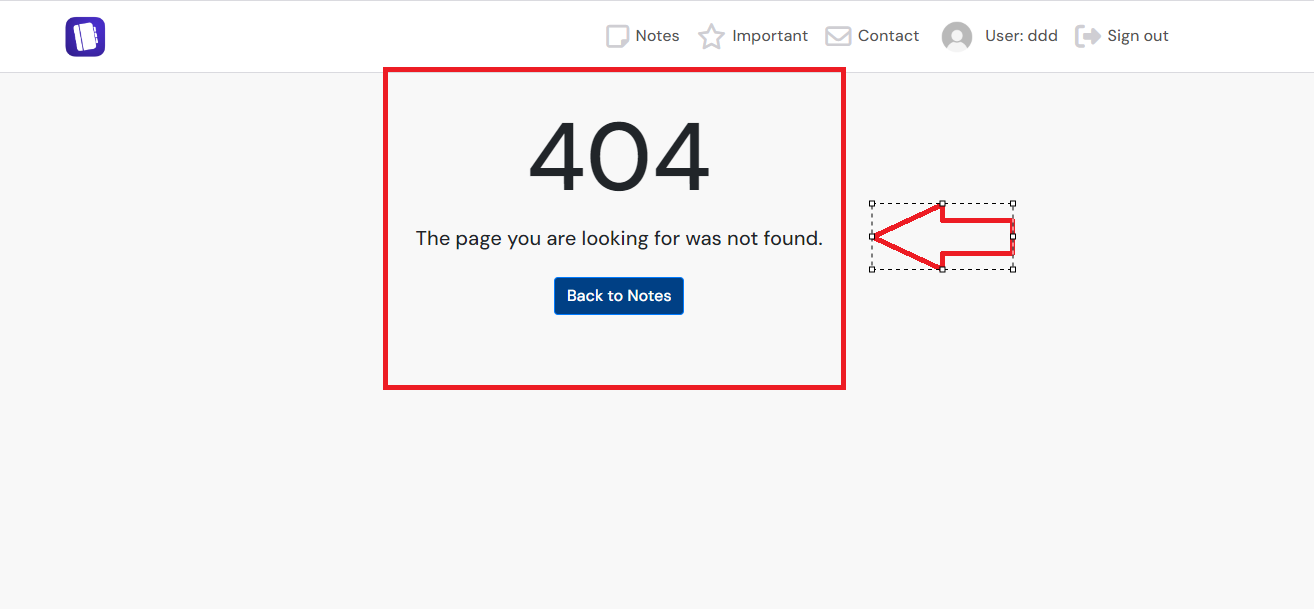 Notes Important Contact User: ddd Sign out
404
The page you are looking for was not found.
Back to Notes